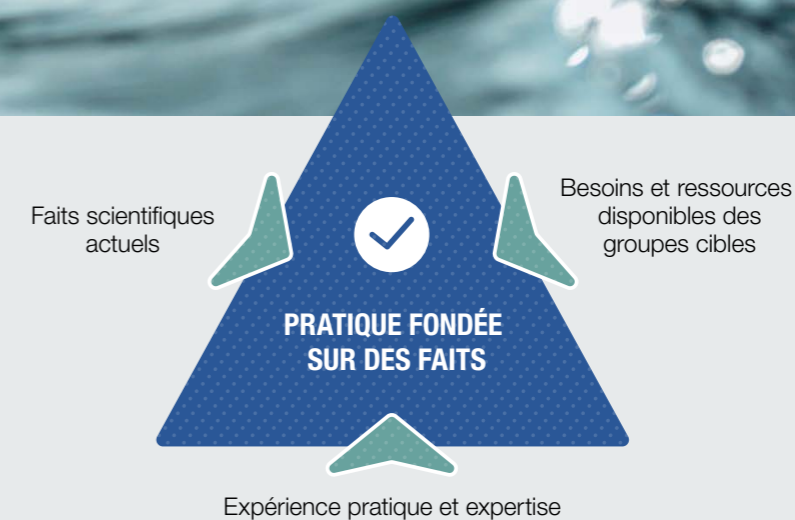 Faits scientifiques
actuels
Besoins et ressources
disponibles des
groupes cibles
PRATIQUE FONDÉE
SUR DES FAITS
Expérience pratique et expertise